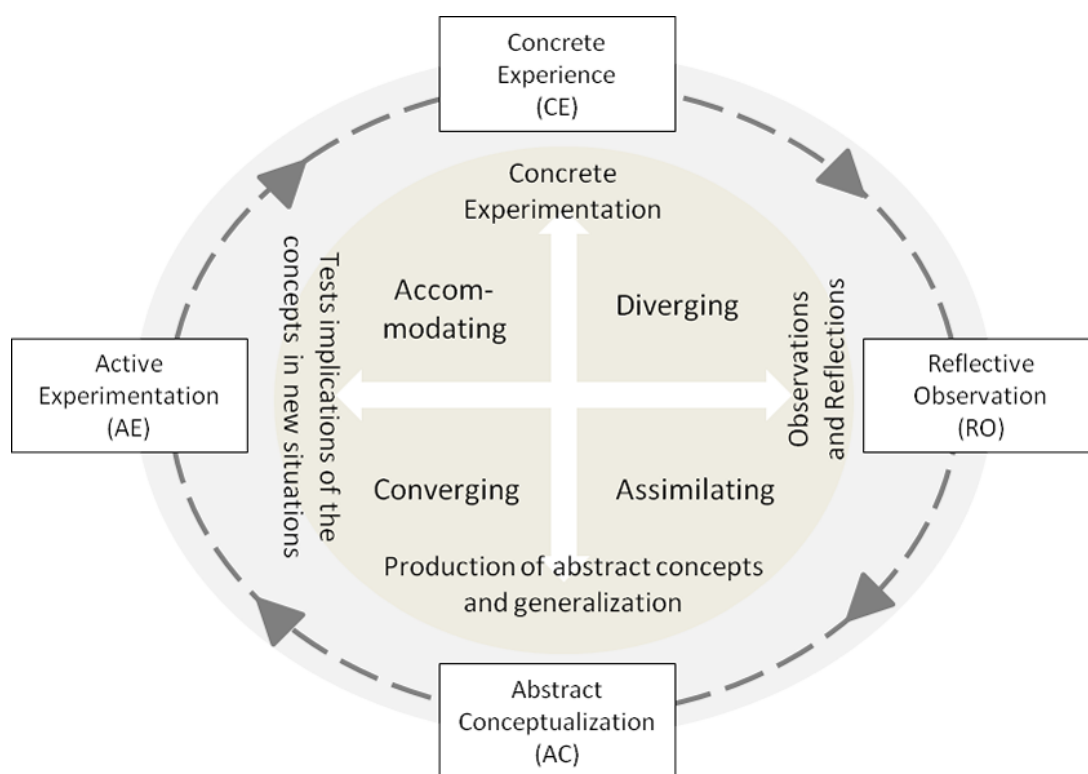 Concrete
Experience
(CE)
Concrete
Experimentation
Accom-
modating
Diverging
Tests implications of the
concepts in new situations
Observations
and Reflections
Active
Experimentation
(AE)
Reflective
Observation
(RO)
Converging
Assimilating
Production of abstract concepts
and generalization
Abstract
Conceptualization
(AC)